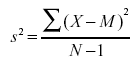 s² = ∑(X − M)² / N − 1